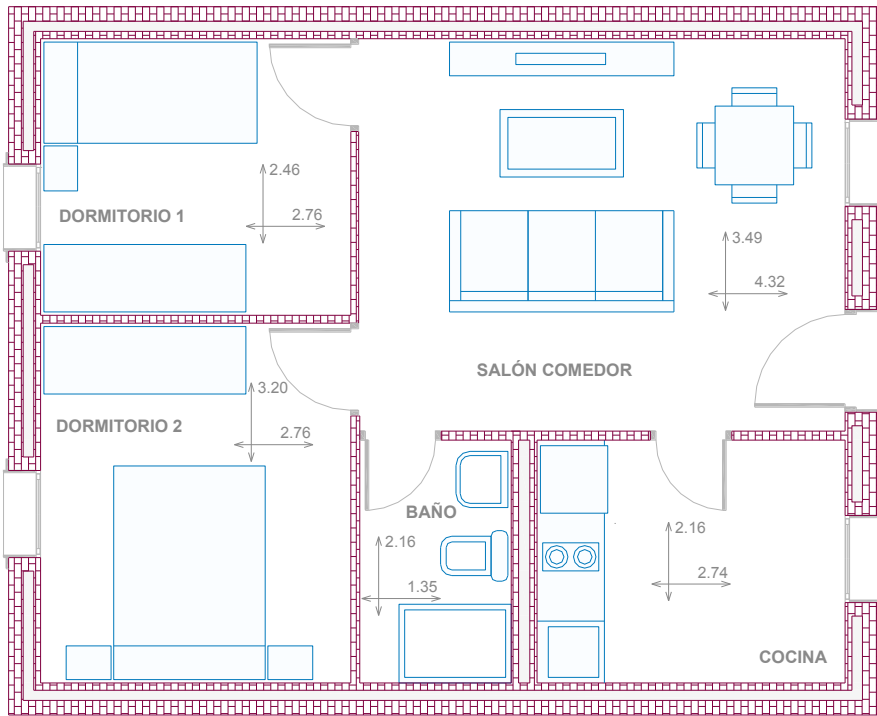 2.46
DORMITORIO 1
2.76
3.49
4.32
SALÓN COMEDOR
3.20
DORMITORIO 2
2.76
BAÑO
2.16
2.16
1.35
2.74
COCINA